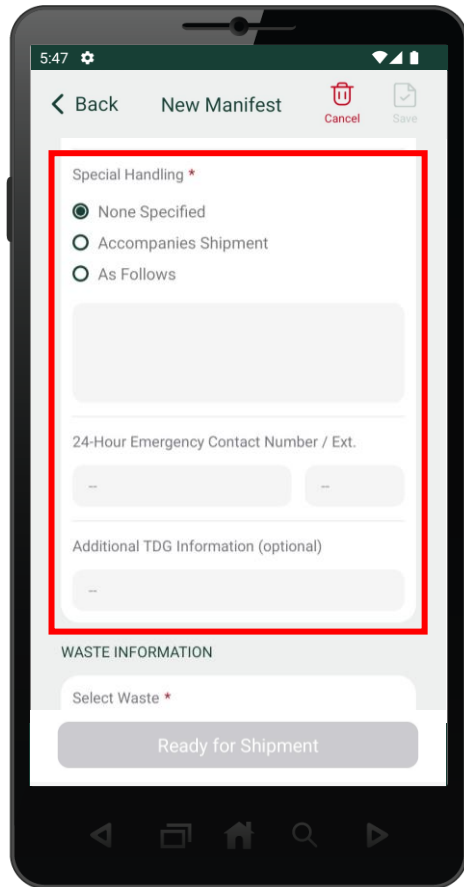 5:47
Back New Manifest Cancel Save
Special Handling *
None Specified
Accompanies Shipment
As Follows
24-Hour Emergency Contact Number / Ext.
-- --
Additional TDG Information (optional)
--
WASTE INFORMATION
Select Waste *
Ready for Shipment